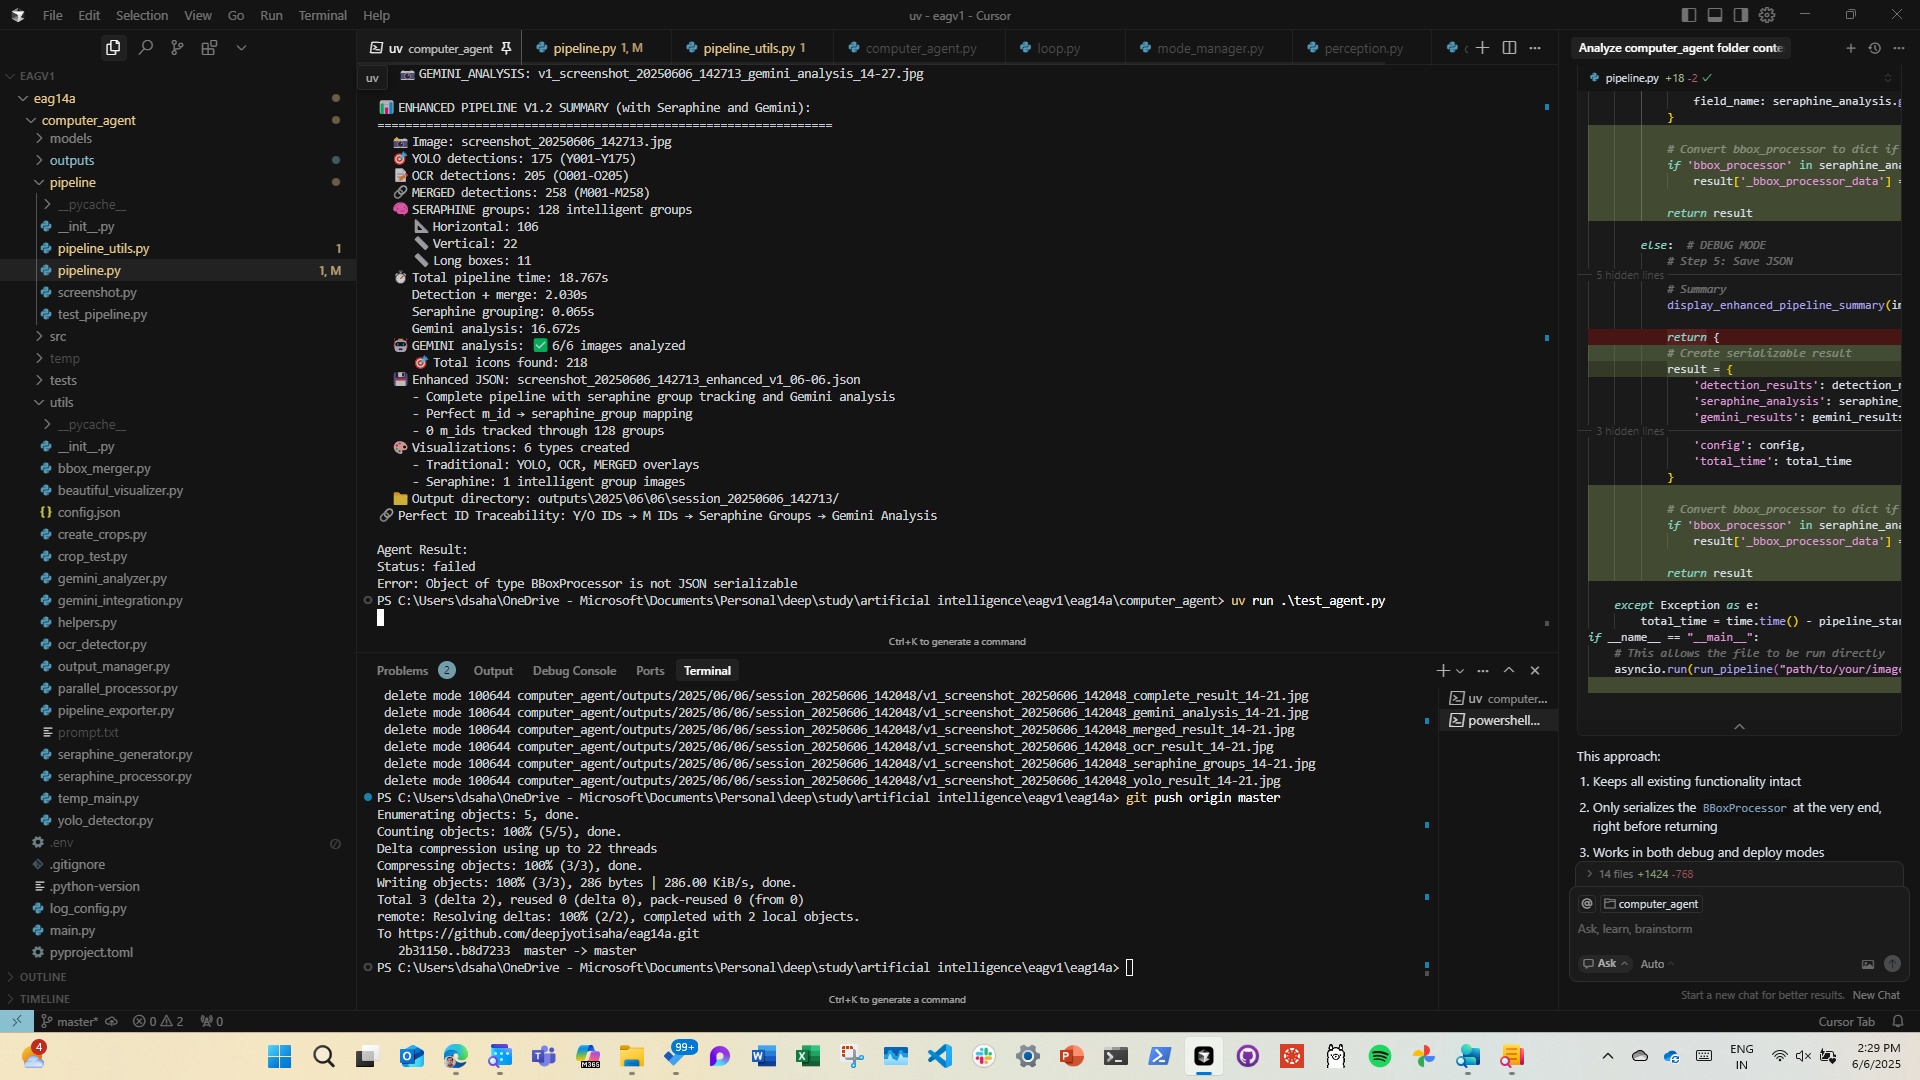 File Edit Selection View Go Run Terminal Help
uv - eagv1 - Cursor
EAGV1
eag14a
computer_agent
models
outputs
pipeline
__pycache__
__init__.py
pipeline_utils.py 1
pipeline.py 1, M
screenshot.py
test_pipeline.py
src
temp
tests
utils
__pycache__
__init__.py
bbox_merger.py
beautiful_visualizer.py
config.json
create_crops.py
crop_test.py
gemini_analyzer.py
gemini_integration.py
helpers.py
ocr_detector.py
output_manager.py
parallel_processor.py
pipeline_exporter.py
prompt.txt
seraphine_generator.py
seraphine_processor.py
temp_main.py
yolo_detector.py
.env
.gitignore
.python-version
log_config.py
main.py
pyproject.toml
OUTLINE
TIMELINE
uv computer_agent
pipeline.py 1, M
pipeline_utils.py 1
computer_agent.py
loop.py
mode_manager.py
perception.py
uv
GEMINI_ANALYSIS: v1_screenshot_20250606_142713_gemini_analysis_14-27.jpg
ENHANCED PIPELINE V1.2 SUMMARY (with Seraphine and Gemini):
=================================================================
Image: screenshot_20250606_142713.jpg
YOLO detections: 175 (Y001-Y175)
OCR detections: 205 (O001-O205)
MERGED detections: 258 (M001-M258)
SERAPHINE groups: 128 intelligent groups
Horizontal: 106
Vertical: 22
Long boxes: 11
Total pipeline time: 18.767s
Detection + merge: 2.030s
Seraphine grouping: 0.065s
Gemini analysis: 16.672s
GEMINI analysis: ✅ 6/6 images analyzed
Total icons found: 218
Enhanced JSON: screenshot_20250606_142713_enhanced_v1_06-06.json
- Complete pipeline with seraphine group tracking and Gemini analysis
- Perfect m_id → seraphine_group mapping
- 0 m_ids tracked through 128 groups
Visualizations: 6 types created
- Traditional: YOLO, OCR, MERGED overlays
- Seraphine: 1 intelligent group images
Output directory: outputs\2025\06\06\session_20250606_142713/
Perfect ID Traceability: Y/O IDs → M IDs → Seraphine Groups → Gemini Analysis
Agent Result:
Status: failed
Error: Object of type BBoxProcessor is not JSON serializable
PS C:\Users\dsaha\OneDrive - Microsoft\Documents\Personal\deep\study\artificial intelligence\eagv1\eag14a\computer_agent> uv run .\test_agent.py
Ctrl+K to generate a command
Problems 2 Output Debug Console Ports Terminal
delete mode 100644 computer_agent/outputs/2025/06/06/session_20250606_142048/v1_screenshot_20250606_142048_complete_result_14-21.jpg
delete mode 100644 computer_agent/outputs/2025/06/06/session_20250606_142048/v1_screenshot_20250606_142048_gemini_analysis_14-21.jpg
delete mode 100644 computer_agent/outputs/2025/06/06/session_20250606_142048/v1_screenshot_20250606_142048_merged_result_14-21.jpg
delete mode 100644 computer_agent/outputs/2025/06/06/session_20250606_142048/v1_screenshot_20250606_142048_ocr_result_14-21.jpg
delete mode 100644 computer_agent/outputs/2025/06/06/session_20250606_142048/v1_screenshot_20250606_142048_seraphine_groups_14-21.jpg
delete mode 100644 computer_agent/outputs/2025/06/06/session_20250606_142048/v1_screenshot_20250606_142048_yolo_result_14-21.jpg
PS C:\Users\dsaha\OneDrive - Microsoft\Documents\Personal\deep\study\artificial intelligence\eagv1\eag14a> git push origin master
Enumerating objects: 5, done.
Counting objects: 100% (5/5), done.
Delta compression using up to 22 threads
Compressing objects: 100% (3/3), done.
Writing objects: 100% (3/3), 286 bytes | 286.00 KiB/s, done.
Total 3 (delta 2), reused 0 (delta 0), pack-reused 0 (from 0)
remote: Resolving deltas: 100% (2/2), completed with 2 local objects.
To https://github.com/deepjyotisaha/eag14a.git
2b31150..b8d7233 master -> master
PS C:\Users\dsaha\OneDrive - Microsoft\Documents\Personal\deep\study\artificial intelligence\eagv1\eag14a>
Ctrl+K to generate a command
uv computer...
powershell...
Analyze computer_agent folder conte
pipeline.py +18 -2
field_name: seraphine_analysis.g
}
# Convert bbox_processor to dict if
if 'bbox_processor' in seraphine_ana
result['_bbox_processor_data'] =
return result
else: # DEBUG MODE
# Step 5: Save JSON
5 hidden lines
# Summary
display_enhanced_pipeline_summary(i
return {
# Create serializable result
result = {
'detection_results': detection_r
'seraphine_analysis': seraphine_
'gemini_results': gemini_results
3 hidden lines
'config': config,
'total_time': total_time
}
# Convert bbox_processor to dict if
if 'bbox_processor' in seraphine_ana
result['_bbox_processor_data'] =
return result
except Exception as e:
total_time = time.time() - pipeline_sta
if __name__ == "__main__":
# This allows the file to be run directly
asyncio.run(run_pipeline("path/to/your/image
This approach:
1. Keeps all existing functionality intact
2. Only serializes the BBoxProcessor at the very end,
right before returning
3. Works in both debug and deploy modes
14 files +1424 -768
@ computer_agent
Ask, learn, brainstorm
Ask Auto
Start a new chat for better results. New Chat
master* 0 2 0
Cursor Tab
4
99+
ENG
IN
2:29 PM
6/6/2025